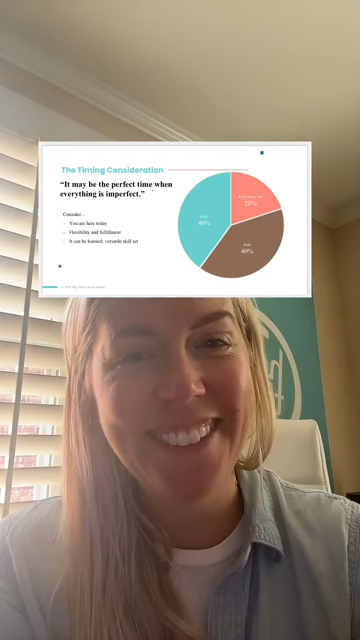 The Timing Consideration
“It may be the perfect time when
everything is imperfect.”
Consider…
- You are here today
- Flexibility and fulfillment
- It can be learned; versatile skill set
20%
40%
Kids
40%